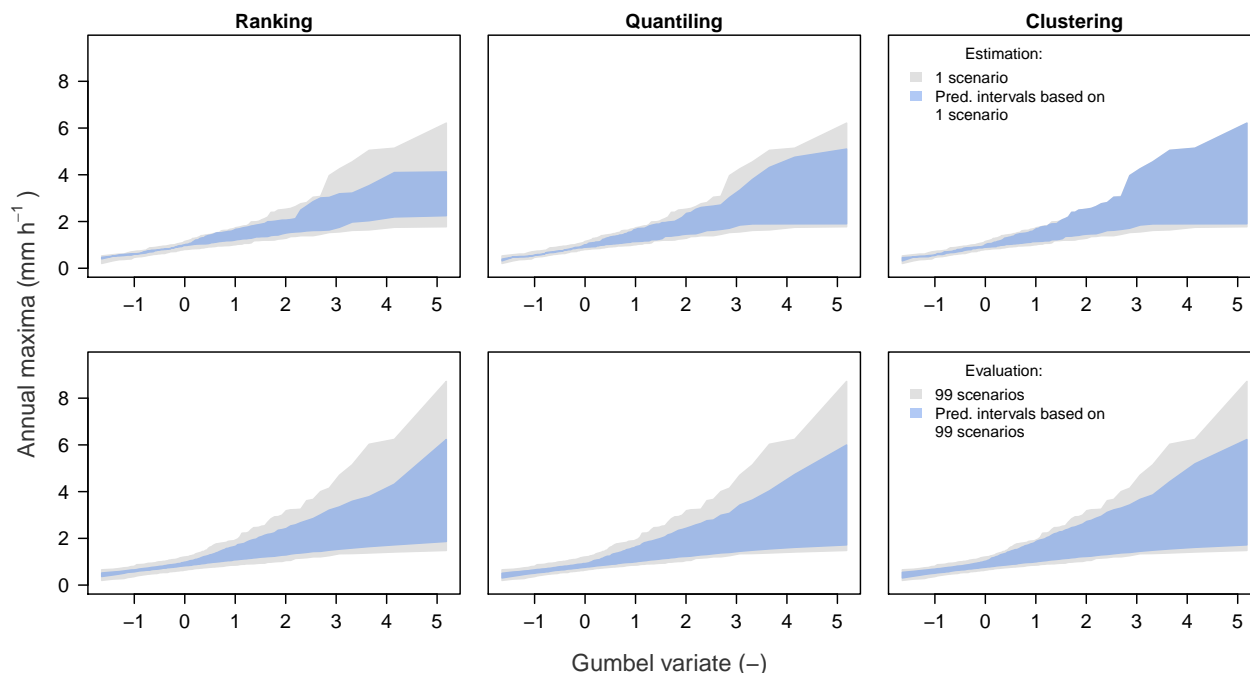 Ranking
Quantiling
Clustering
Annual maxima (mm h⁻¹)
8
6
4
2
0
−1 0 1 2 3 4 5
−1 0 1 2 3 4 5
Estimation:
1 scenario
Pred. intervals based on
1 scenario
−1 0 1 2 3 4 5
8
6
4
2
0
−1 0 1 2 3 4 5
−1 0 1 2 3 4 5
Evaluation:
99 scenarios
Pred. intervals based on
99 scenarios
−1 0 1 2 3 4 5
Gumbel variate (−)